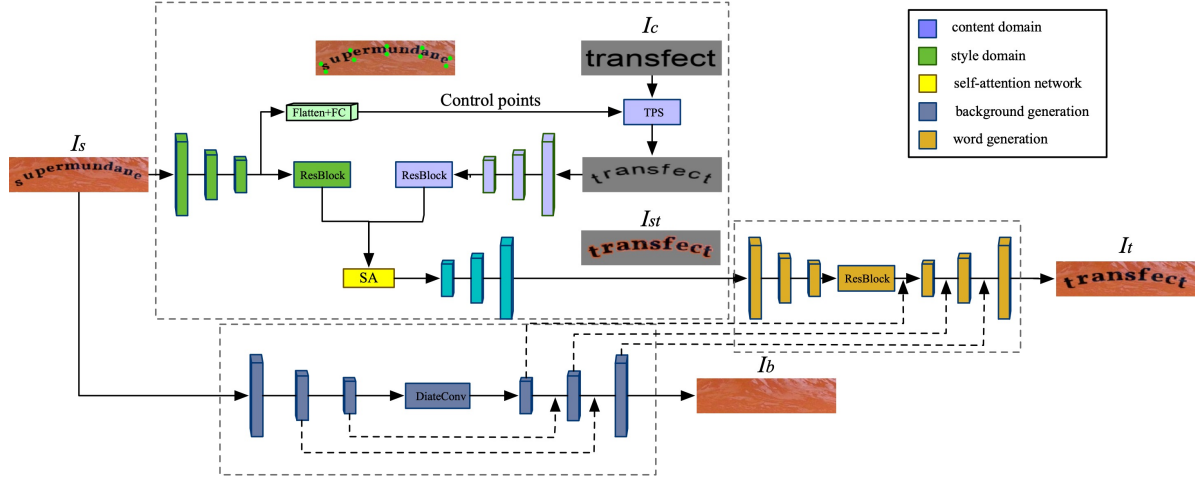 supermundane
Ic
transfect
content domain
style domain
self-attention network
background generation
word generation
Control points
Flatten+FC
TPS
Is
supermundane
ResBlock
ResBlock
transfect
Ist
transfect
SA
ResBlock
It
transfect
DiateConv
Ib